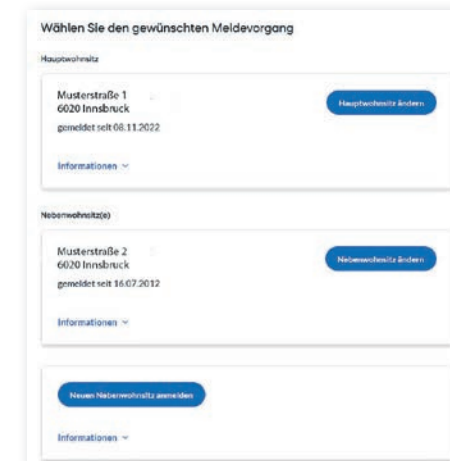 Wählen Sie den gewünschten Meldevorgang
Hauptwohnsitz
Musterstraße 1
6020 Innsbruck
Hauptwohnsitz ändern
gemeldet seit 08.11.2022
Informationen
Nebenwohnsitz(e)
Musterstraße 2
6020 Innsbruck
Nebenwohnsitz ändern
gemeldet seit 16.07.2012
Informationen
Neuen Nebenwohnsitz anmelden
Informationen